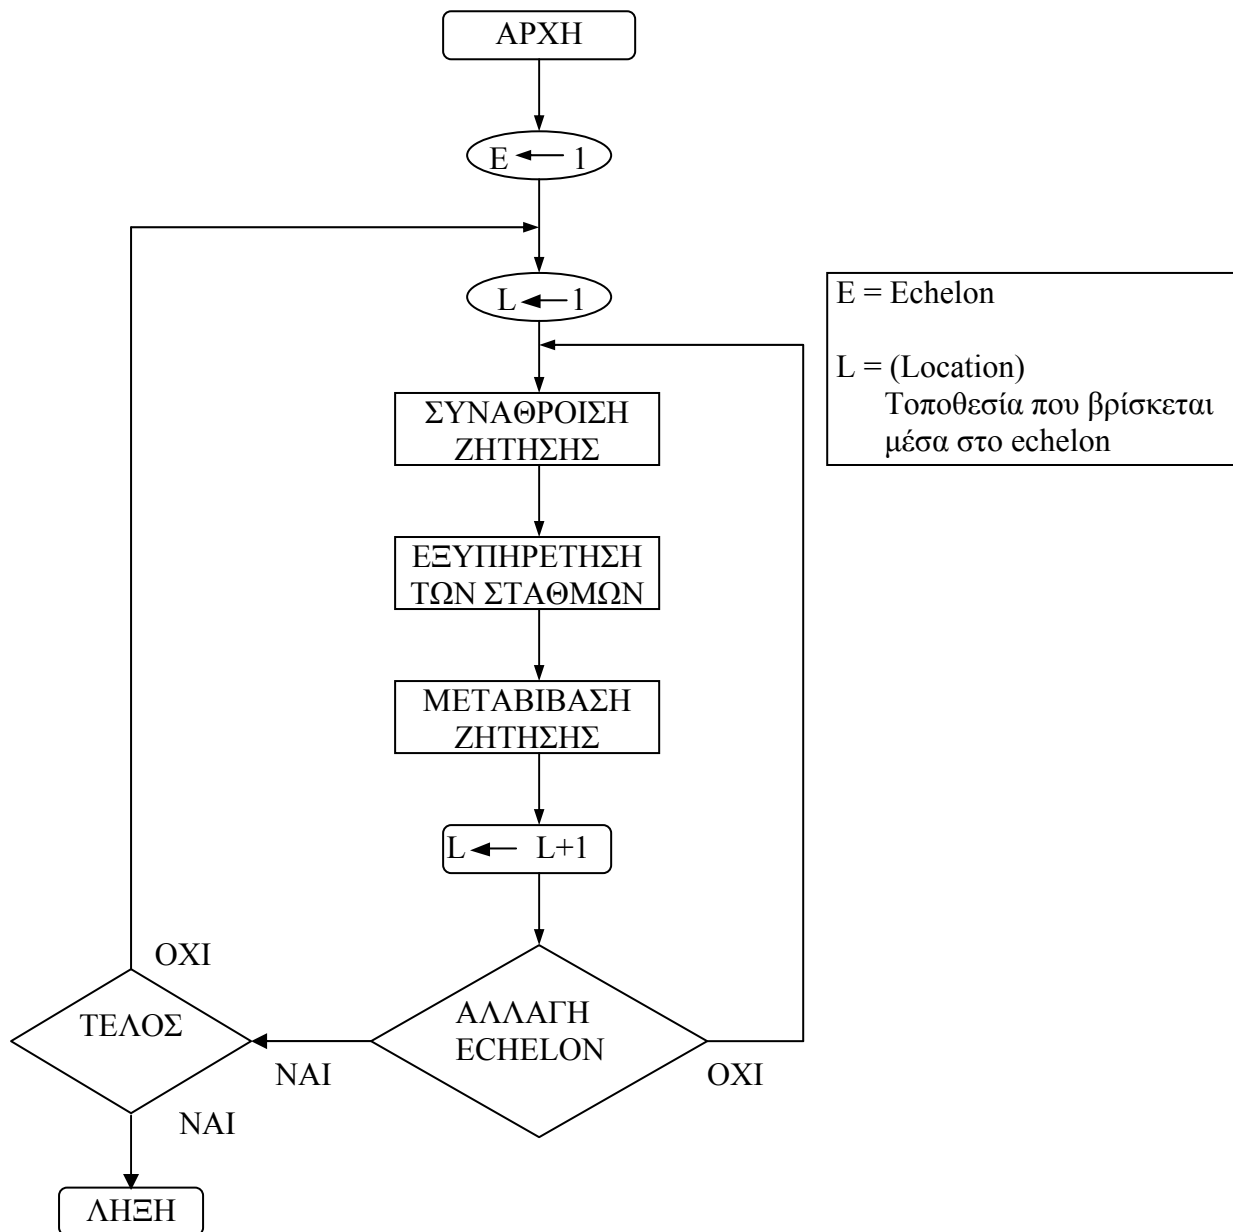 ΑΡΧΗ
E ← 1
L ← 1
E = Echelon
L = (Location)
Τοποθεσία που βρίσκεται
μέσα στο echelon
ΣΥΝΑΘΡΟΙΣΗ
ΖΗΤΗΣΗΣ
ΕΞΥΠΗΡΕΤΗΣΗ
ΤΩΝ ΣΤΑΘΜΩΝ
ΜΕΤΑΒΙΒΑΣΗ
ΖΗΤΗΣΗΣ
L ← L+1
ΑΛΛΑΓΗ
ECHELON
ΟΧΙ
ΝΑΙ
ΤΕΛΟΣ
ΟΧΙ
ΝΑΙ
ΛΗΞΗ